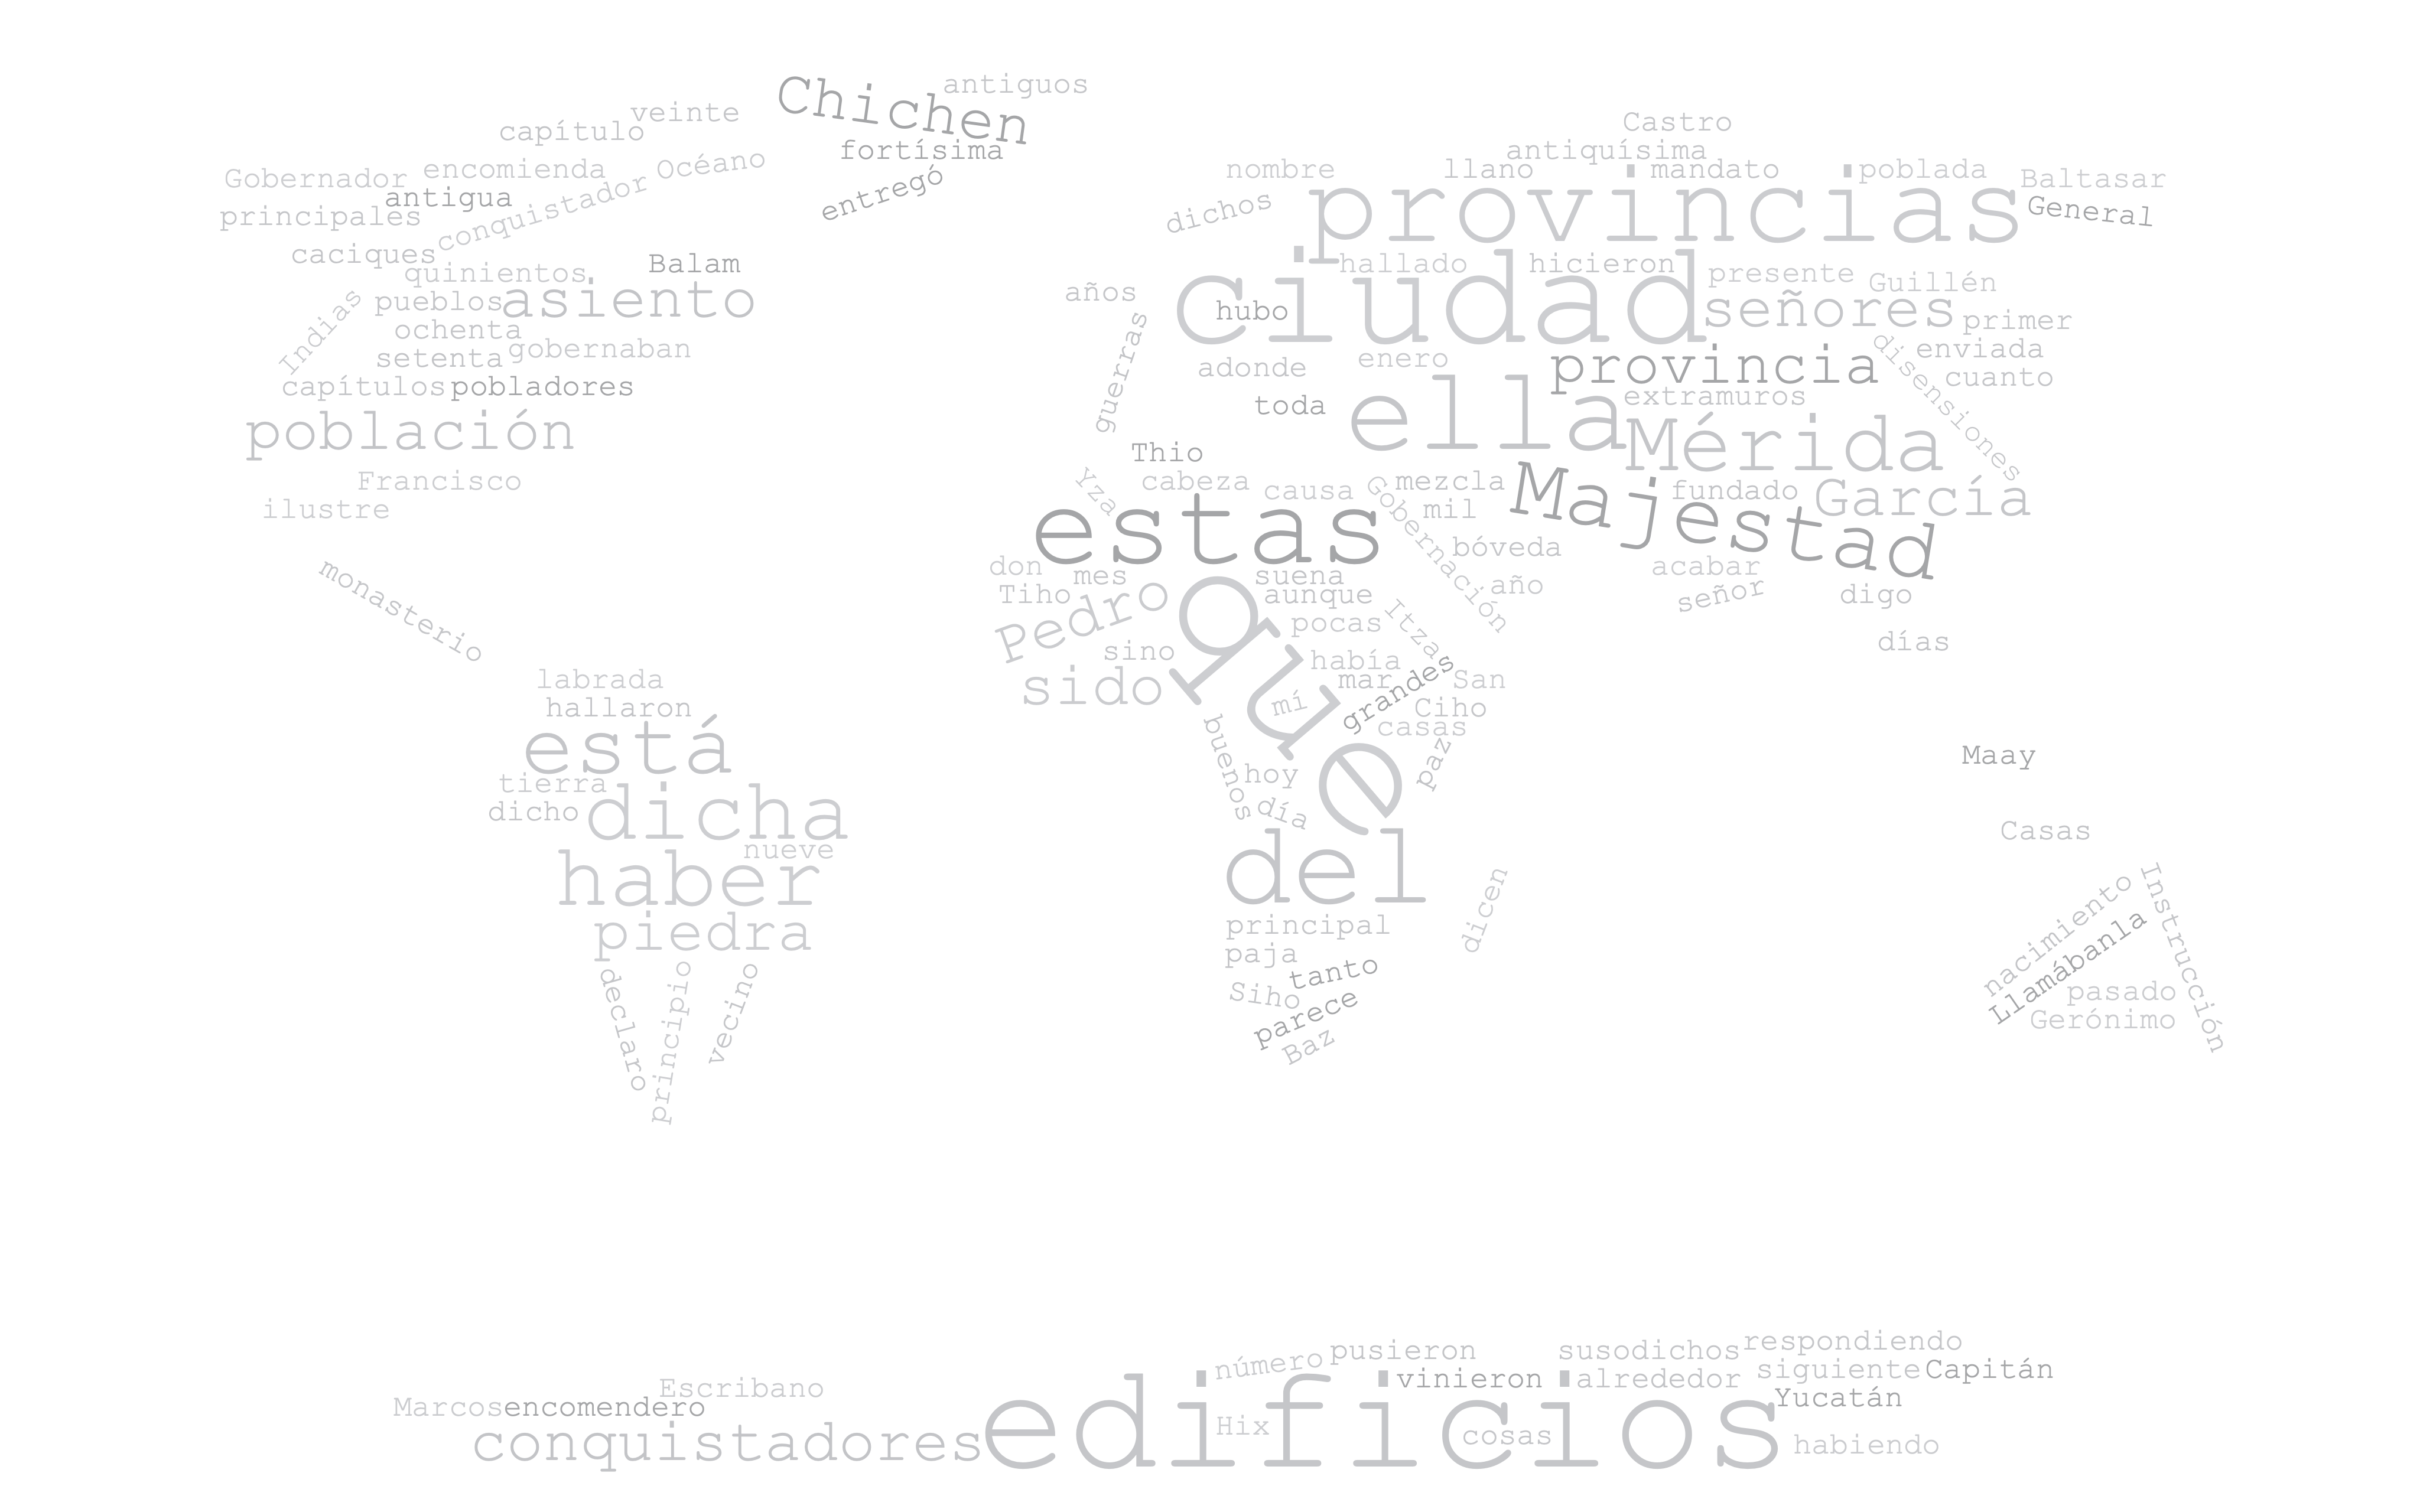 Chichen
antiguos
veinte
capítulo
fortísima
Gobernador
encomienda
Océano
antigua
conquistador
entregó
principales
caciques
Balam
quinientos
Indias
pueblos
asiento
ochenta
setenta
gobernaban
capítulos
pobladores
población
Francisco
ilustre
monasterio
labrada
hallaron
está
tierra
dicho
dicha
nueve
haber
piedra
declaro
principio
vecino
Castro
antiquísima
nombre
llano
mandato
poblada
Baltasar
dichos
provincias
General
hallado
hicieron
presente
Guillén
años
hubo
ciudad
señores
primer
guerras
adonde
enero
provincia
disensiones
enviada
cuanto
toda
ella
extramuros
Mérida
Thio
cabeza
Yza
causa
Gobernación
mezcla
mil
Majestad
fundado
García
estas
bóveda
don
mes
suena
Tiho
Pedro
aunque
año
acabar
señor
digo
que
pocas
Itzas
días
sino
había
sido
mar
grandes
San
mí
Ciho
casas
buenos
hoy
paz
día
Maay
del
Casas
dicen
principal
paja
tanto
Siho
parece
Baz
nacimiento
Instrucción
Llamábanla
pasado
Gerónimo
número
pusieron
susodichos
respondiendo
vinieron
alrededor
siguiente
Capitán
Escribano
Marcos
encomendero
Yucatán
conquistadores
edificios
Hix
cosas
habiendo